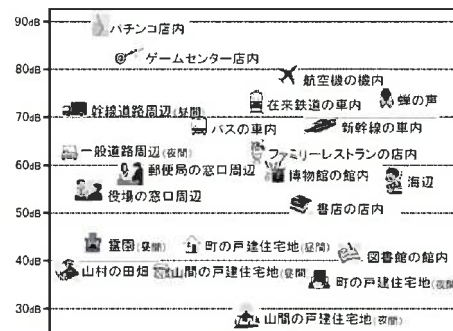 90dB
パチンコ店内
ゲームセンター店内
80dB
航空機の機内
在来鉄道の車内
蝉の声
幹線道路周辺(昼間)
70dB
バスの車内
新幹線の車内
一般道路周辺(夜間)
ファミリーレストランの店内
60dB
郵便局の窓口周辺
博物館の館内
海辺
役場の窓口周辺
書店の店内
50dB
霊園(昼間)
町の戸建住宅地(昼間)
図書館の館内
40dB
山村の田畑
山間の戸建住宅地(昼間
町の戸建住宅地(夜間)
30dB
山間の戸建住宅地(夜間)